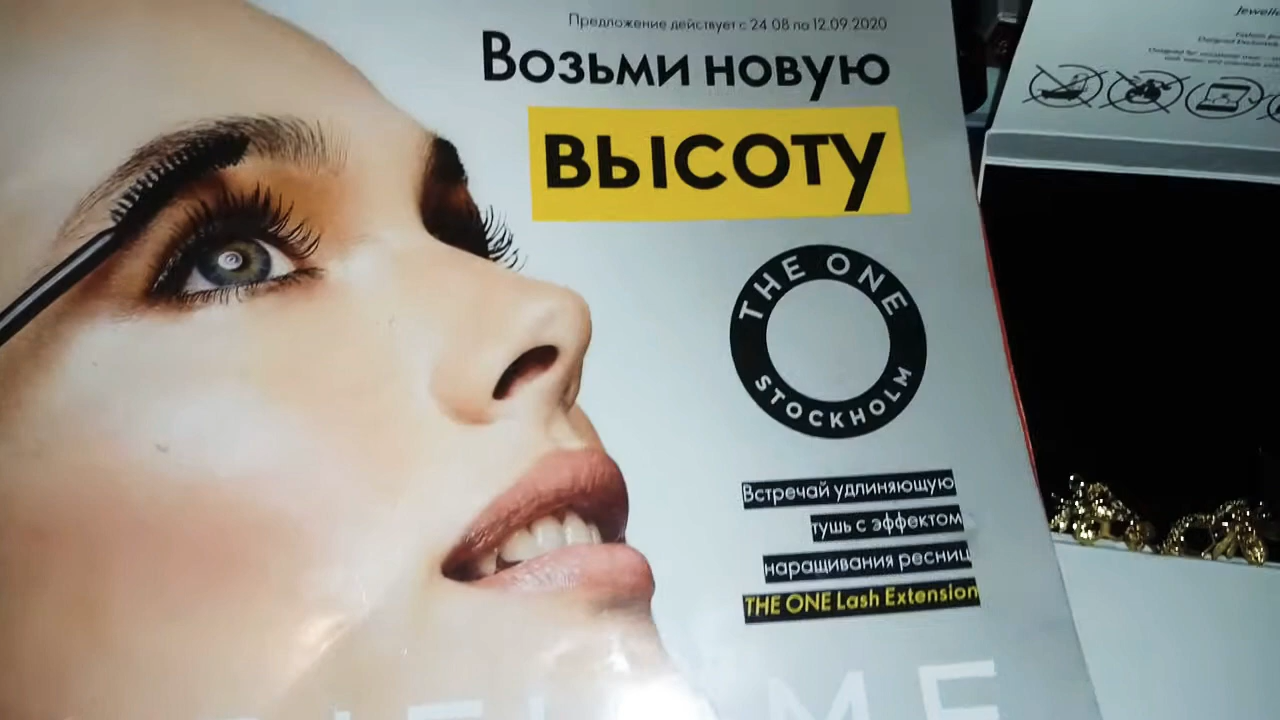 Предложение действует с 24.08 по 12.09.2020
Возьми новую
высоту
THE ONE
STOCKHOLM
Встречай удлиняющую
тушь с эффектом
наращивания ресниц
THE ONE Lash Extension